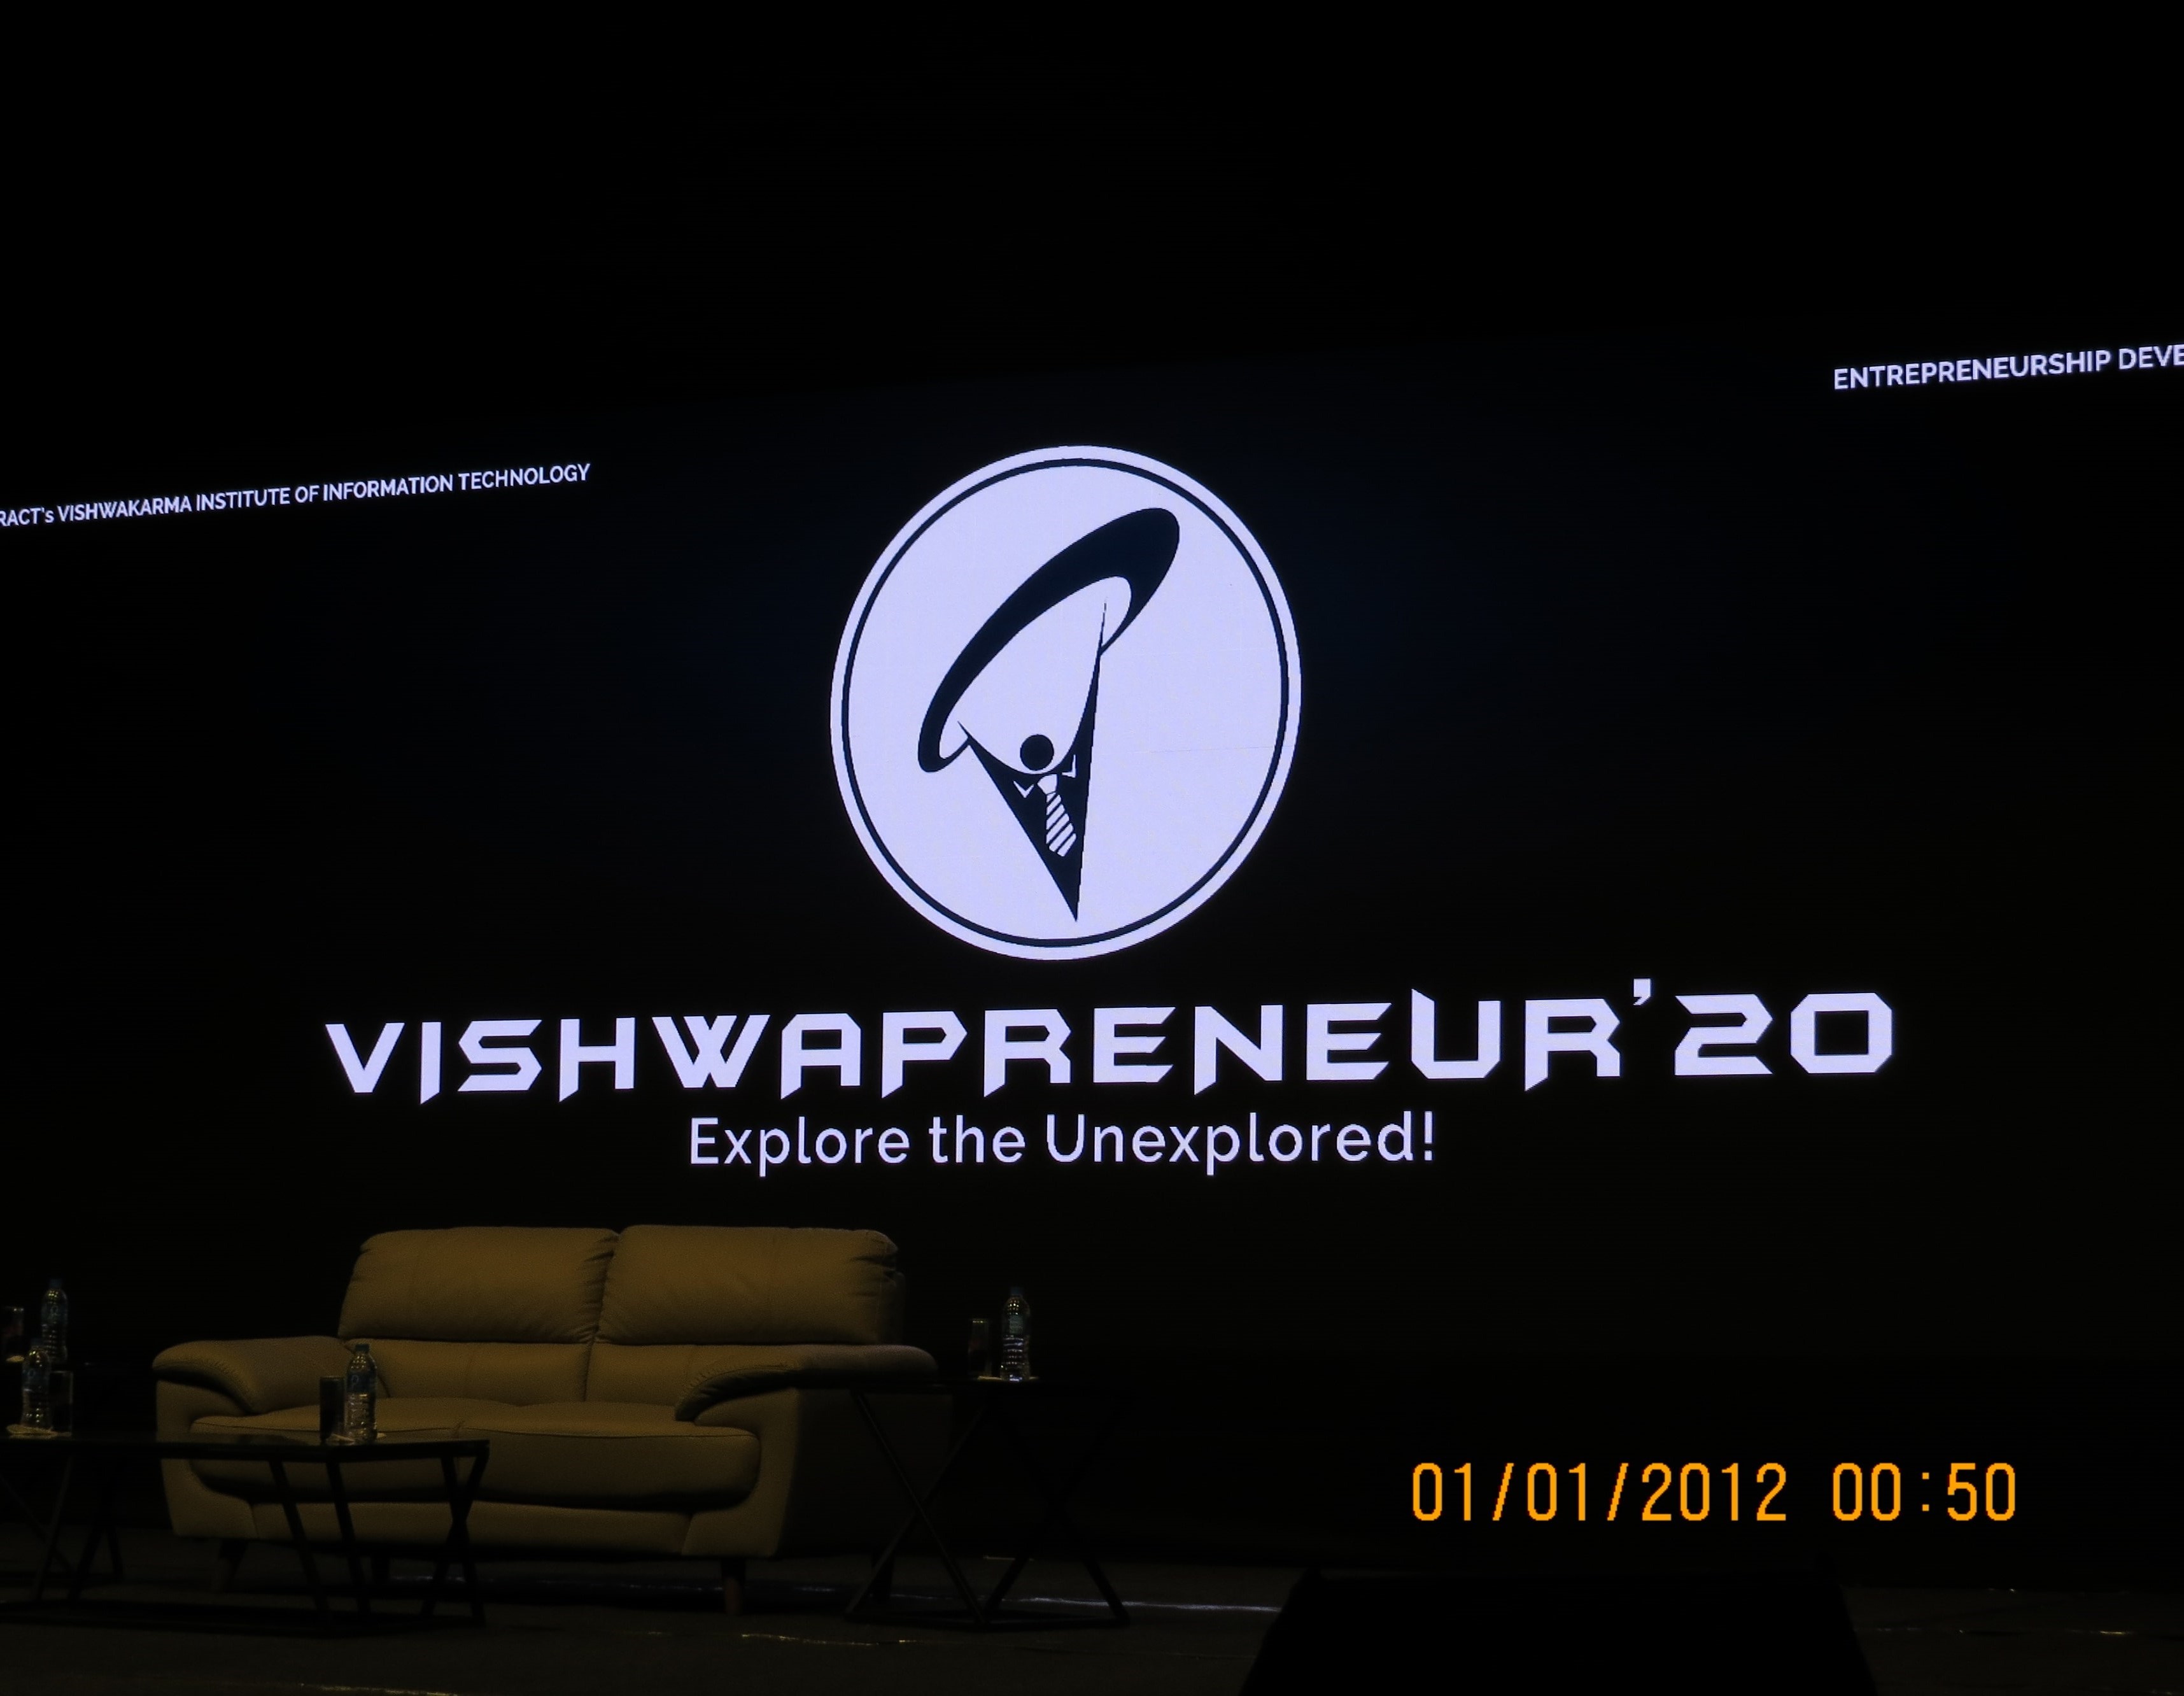 RACT's VISHWAKARMA INSTITUTE OF INFORMATION TECHNOLOGY
ENTREPRENEURSHIP DEVE
VISHWAPRENEUR'20
Explore the Unexplored!
01/01/2012 00:50